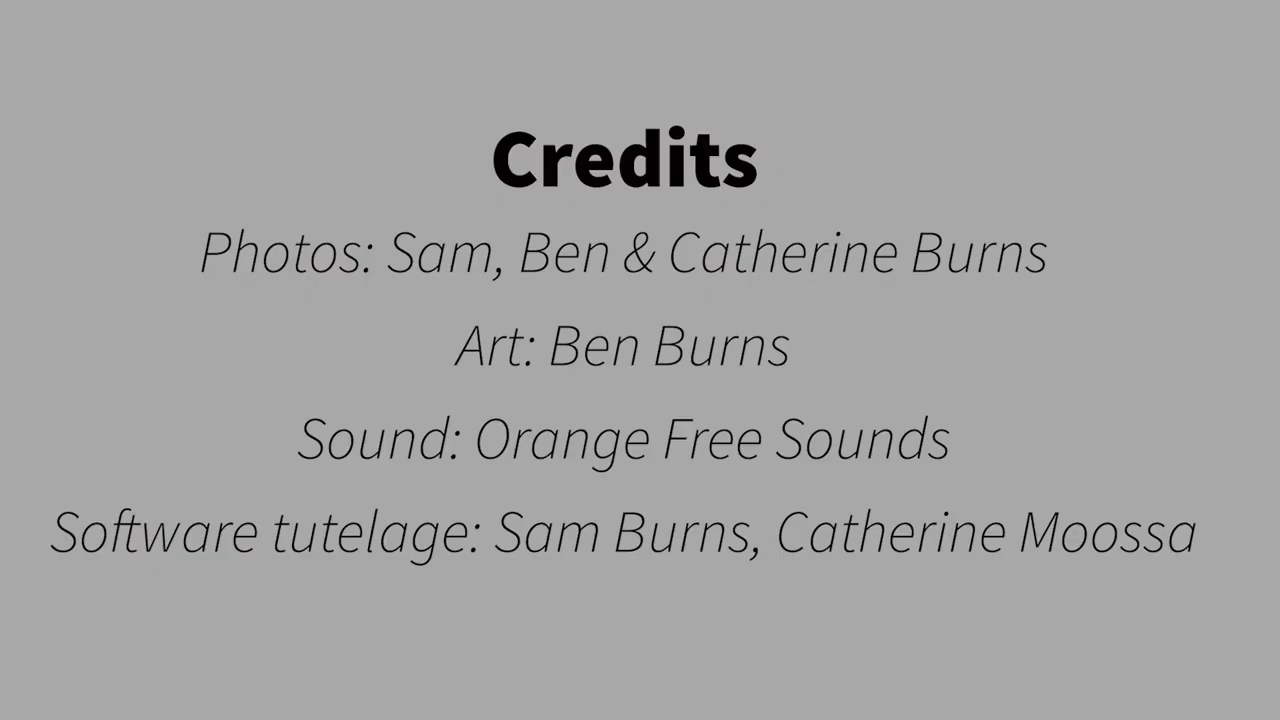 Credits
Photos: Sam, Ben & Catherine Burns
Art: Ben Burns
Sound: Orange Free Sounds
Software tutelage: Sam Burns, Catherine Moossa